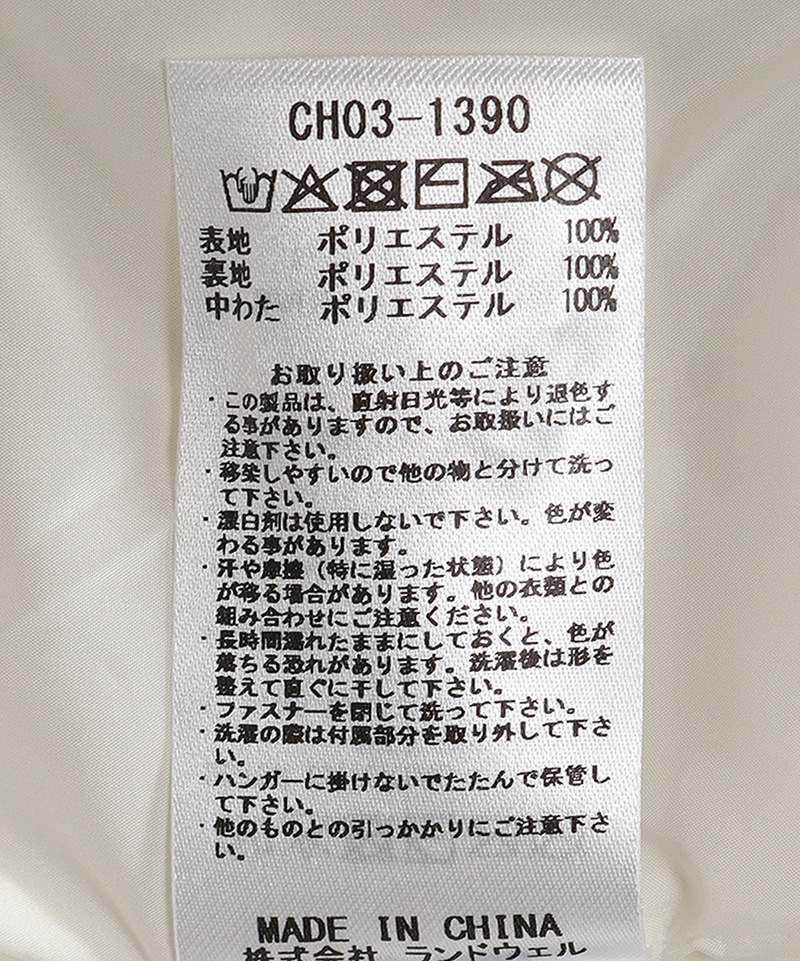 CH03-1390
表地 ポリエステル 100%
裏地 ポリエステル 100%
中わた ポリエステル 100%
お取り扱い上のご注意
・この製品は、直射日光等により退色す
る事がありますので、お取扱いにはご
注意下さい。
・移染しやすいので他の物と分けて洗っ
て下さい。
・漂白剤は使用しないで下さい。色が変
わる事があります。
・汗や摩擦（特に湿った状態）により色
が移る場合があります。他の衣類との
組み合わせにご注意ください。
・長時間濡れたままにしておくと、色が
落ちる恐れがあります。洗濯後は形を
整えて直ぐに干して下さい。
・ファスナーを閉じて洗って下さい。
・洗濯の際は付属部分を取り外して下さ
い。
・ハンガーに掛けないでたたんで保管し
て下さい。
・他のものとの引っかかりにご注意下さ
い。
MADE IN CHINA
株式会社 ランドウェル